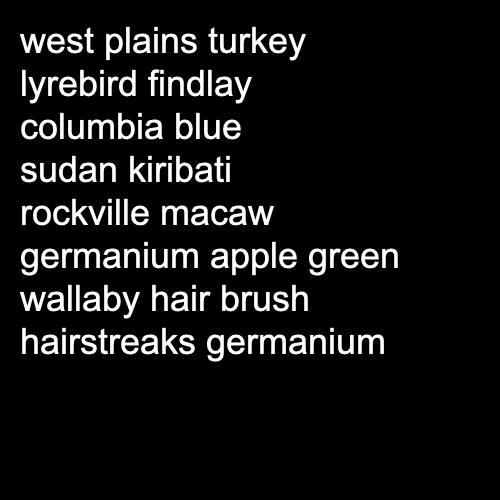 west plains turkey
lyrebird findlay
columbia blue
sudan kiribati
rockville macaw
germanium apple green
wallaby hair brush
hairstreaks germanium